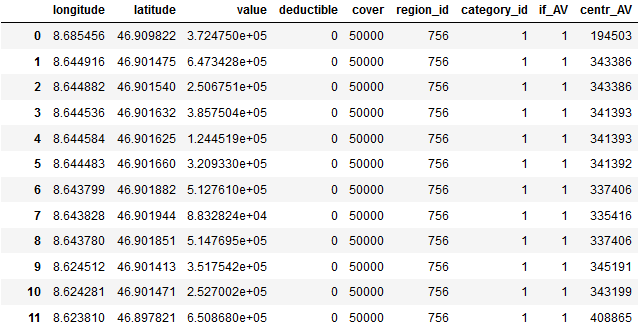 longitude latitude value deductible cover region_id category_id if_AV centr_AV
0 8.685456 46.909822 3.724750e+05 0 50000 756 1 1 194503
1 8.644916 46.901475 6.473428e+05 0 50000 756 1 1 343386
2 8.644882 46.901540 2.506751e+05 0 50000 756 1 1 343386
3 8.644536 46.901632 3.857504e+05 0 50000 756 1 1 341393
4 8.644584 46.901625 1.244519e+05 0 50000 756 1 1 341393
5 8.644483 46.901660 3.209330e+05 0 50000 756 1 1 341392
6 8.643799 46.901882 5.127610e+05 0 50000 756 1 1 337406
7 8.643828 46.901944 8.832824e+04 0 50000 756 1 1 335416
8 8.643780 46.901851 5.147695e+05 0 50000 756 1 1 337406
9 8.624512 46.901413 3.517542e+05 0 50000 756 1 1 345191
10 8.624281 46.901471 2.527002e+05 0 50000 756 1 1 343199
11 8.623810 46.897821 6.508680e+05 0 50000 756 1 1 408865